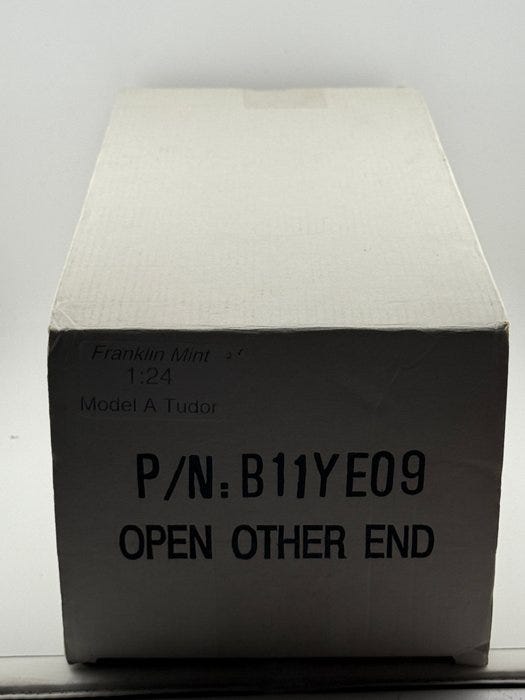 Franklin Mint
1:24
Model A Tudor
P/N: B11YE09
OPEN OTHER END